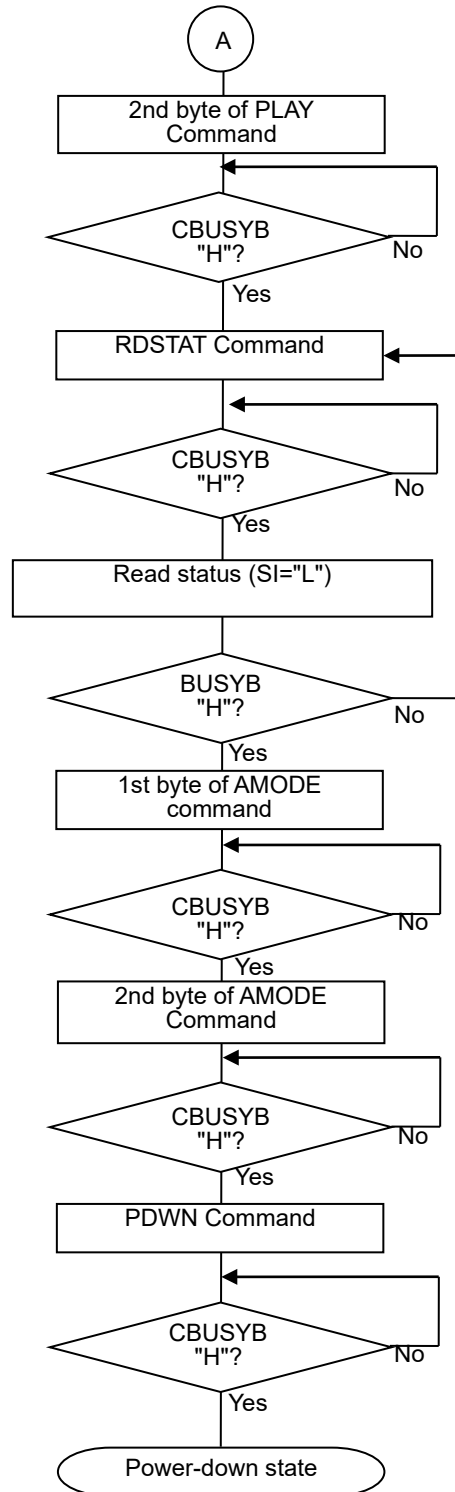 A
2nd byte of PLAY
Command
CBUSYB
"H"?
No
Yes
RDSTAT Command
CBUSYB
"H"?
No
Yes
Read status (SI="L")
BUSYB
"H"?
No
Yes
1st byte of AMODE
command
CBUSYB
"H"?
No
Yes
2nd byte of AMODE
Command
CBUSYB
"H"?
No
Yes
PDWN Command
CBUSYB
"H"?
No
Yes
Power-down state